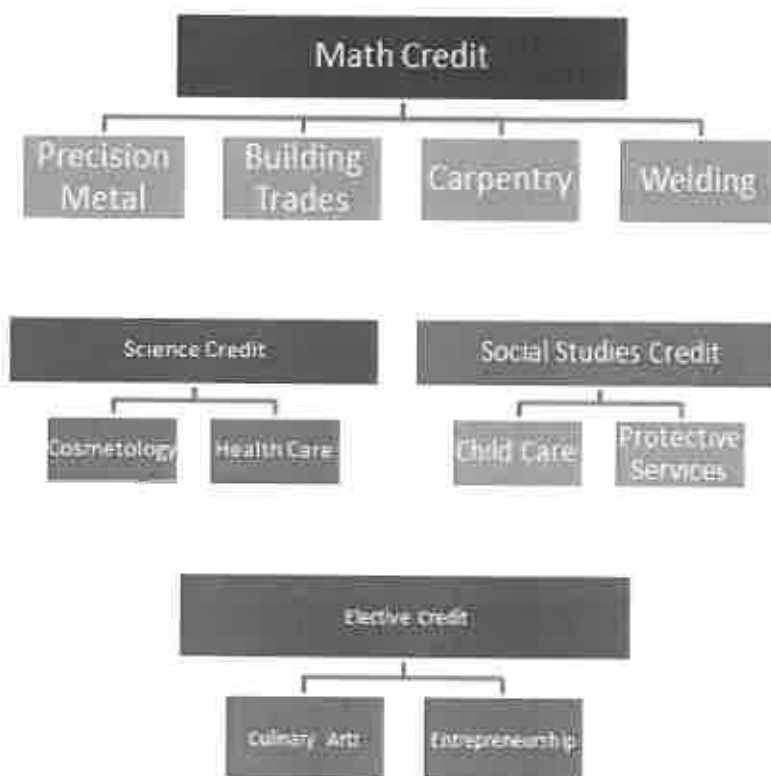 Math Credit
Precision
Metal
Building
Trades
Carpentry
Welding
Science Credit
Cosmetology
Health Care
Social Studies Credit
Child Care
Protective
Services
Elective credit
Culinary Arts
Entrepreneurship